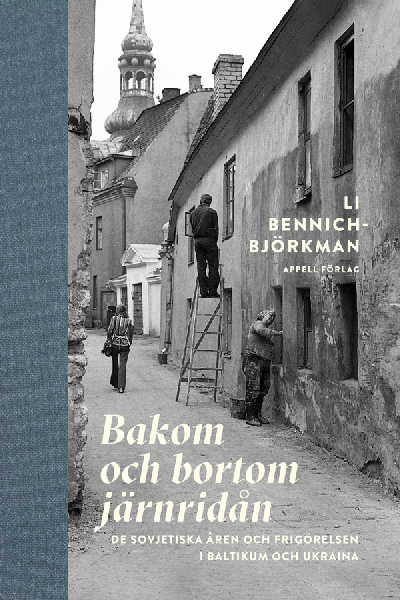 LI
BENNICH-
BJÖRKMAN
APPELL FÖRLAG
Bakom
och bortom
järnridån
DE SOVJETISKA ÅREN OCH FRIGÖRELSEN
I BALTIKUM OCH UKRAINA